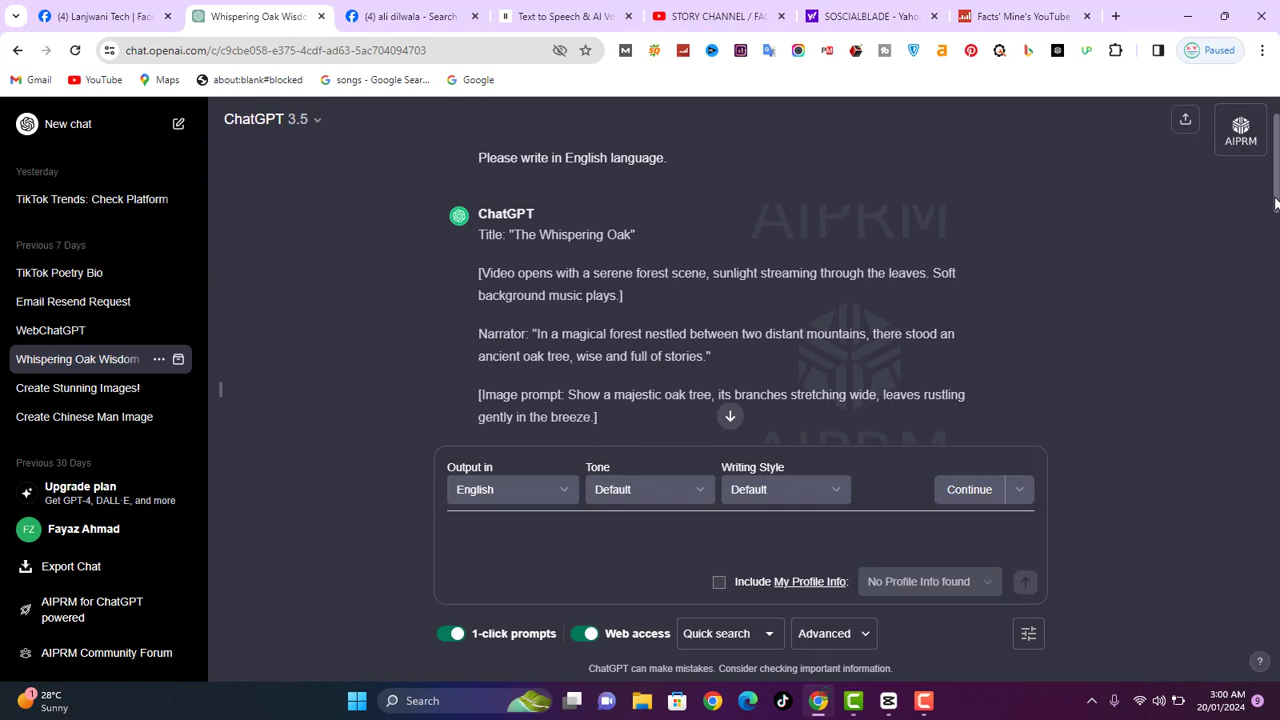 (4) Lanjwani Tech | Faceb
Whispering Oak Wisdo
(4) ali dilwala - Search
Text to Speech & AI Vo
STORY CHANNEL / FAC
SOSCIALBLADE - Yahoo
Facts' Mine's YouTube
chat.openai.com/c/c9cbe058-e375-4cdf-ad63-5ac704094703
Paused
Gmail
YouTube
Maps
about:blank#blocked
songs - Google Sear...
Google
New chat
ChatGPT 3.5
AIPRM
Yesterday
TikTok Trends: Check Platform
Previous 7 Days
TikTok Poetry Bio
Email Resend Request
WebChatGPT
Whispering Oak Wisdom
Create Stunning Images!
Create Chinese Man Image
Previous 30 Days
Upgrade plan
Get GPT-4, DALL·E, and more
FZ
Fayaz Ahmad
Export Chat
AIPRM for ChatGPT
powered
AIPRM Community Forum
Please write in English language.
ChatGPT
Title: "The Whispering Oak"
AIPRM
[Video opens with a serene forest scene, sunlight streaming through the leaves. Soft
background music plays.]
Narrator: "In a magical forest nestled between two distant mountains, there stood an
ancient oak tree, wise and full of stories."
[Image prompt: Show a majestic oak tree, its branches stretching wide, leaves rustling
gently in the breeze.]
Output in
Tone
Writing Style
English
Default
Default
Continue
Include My Profile Info:
No Profile Info found
1-click prompts
Web access
Quick search
Advanced
ChatGPT can make mistakes. Consider checking important information.
?
1
28°C
Sunny
Search
3:00 AM
20/01/2024
9